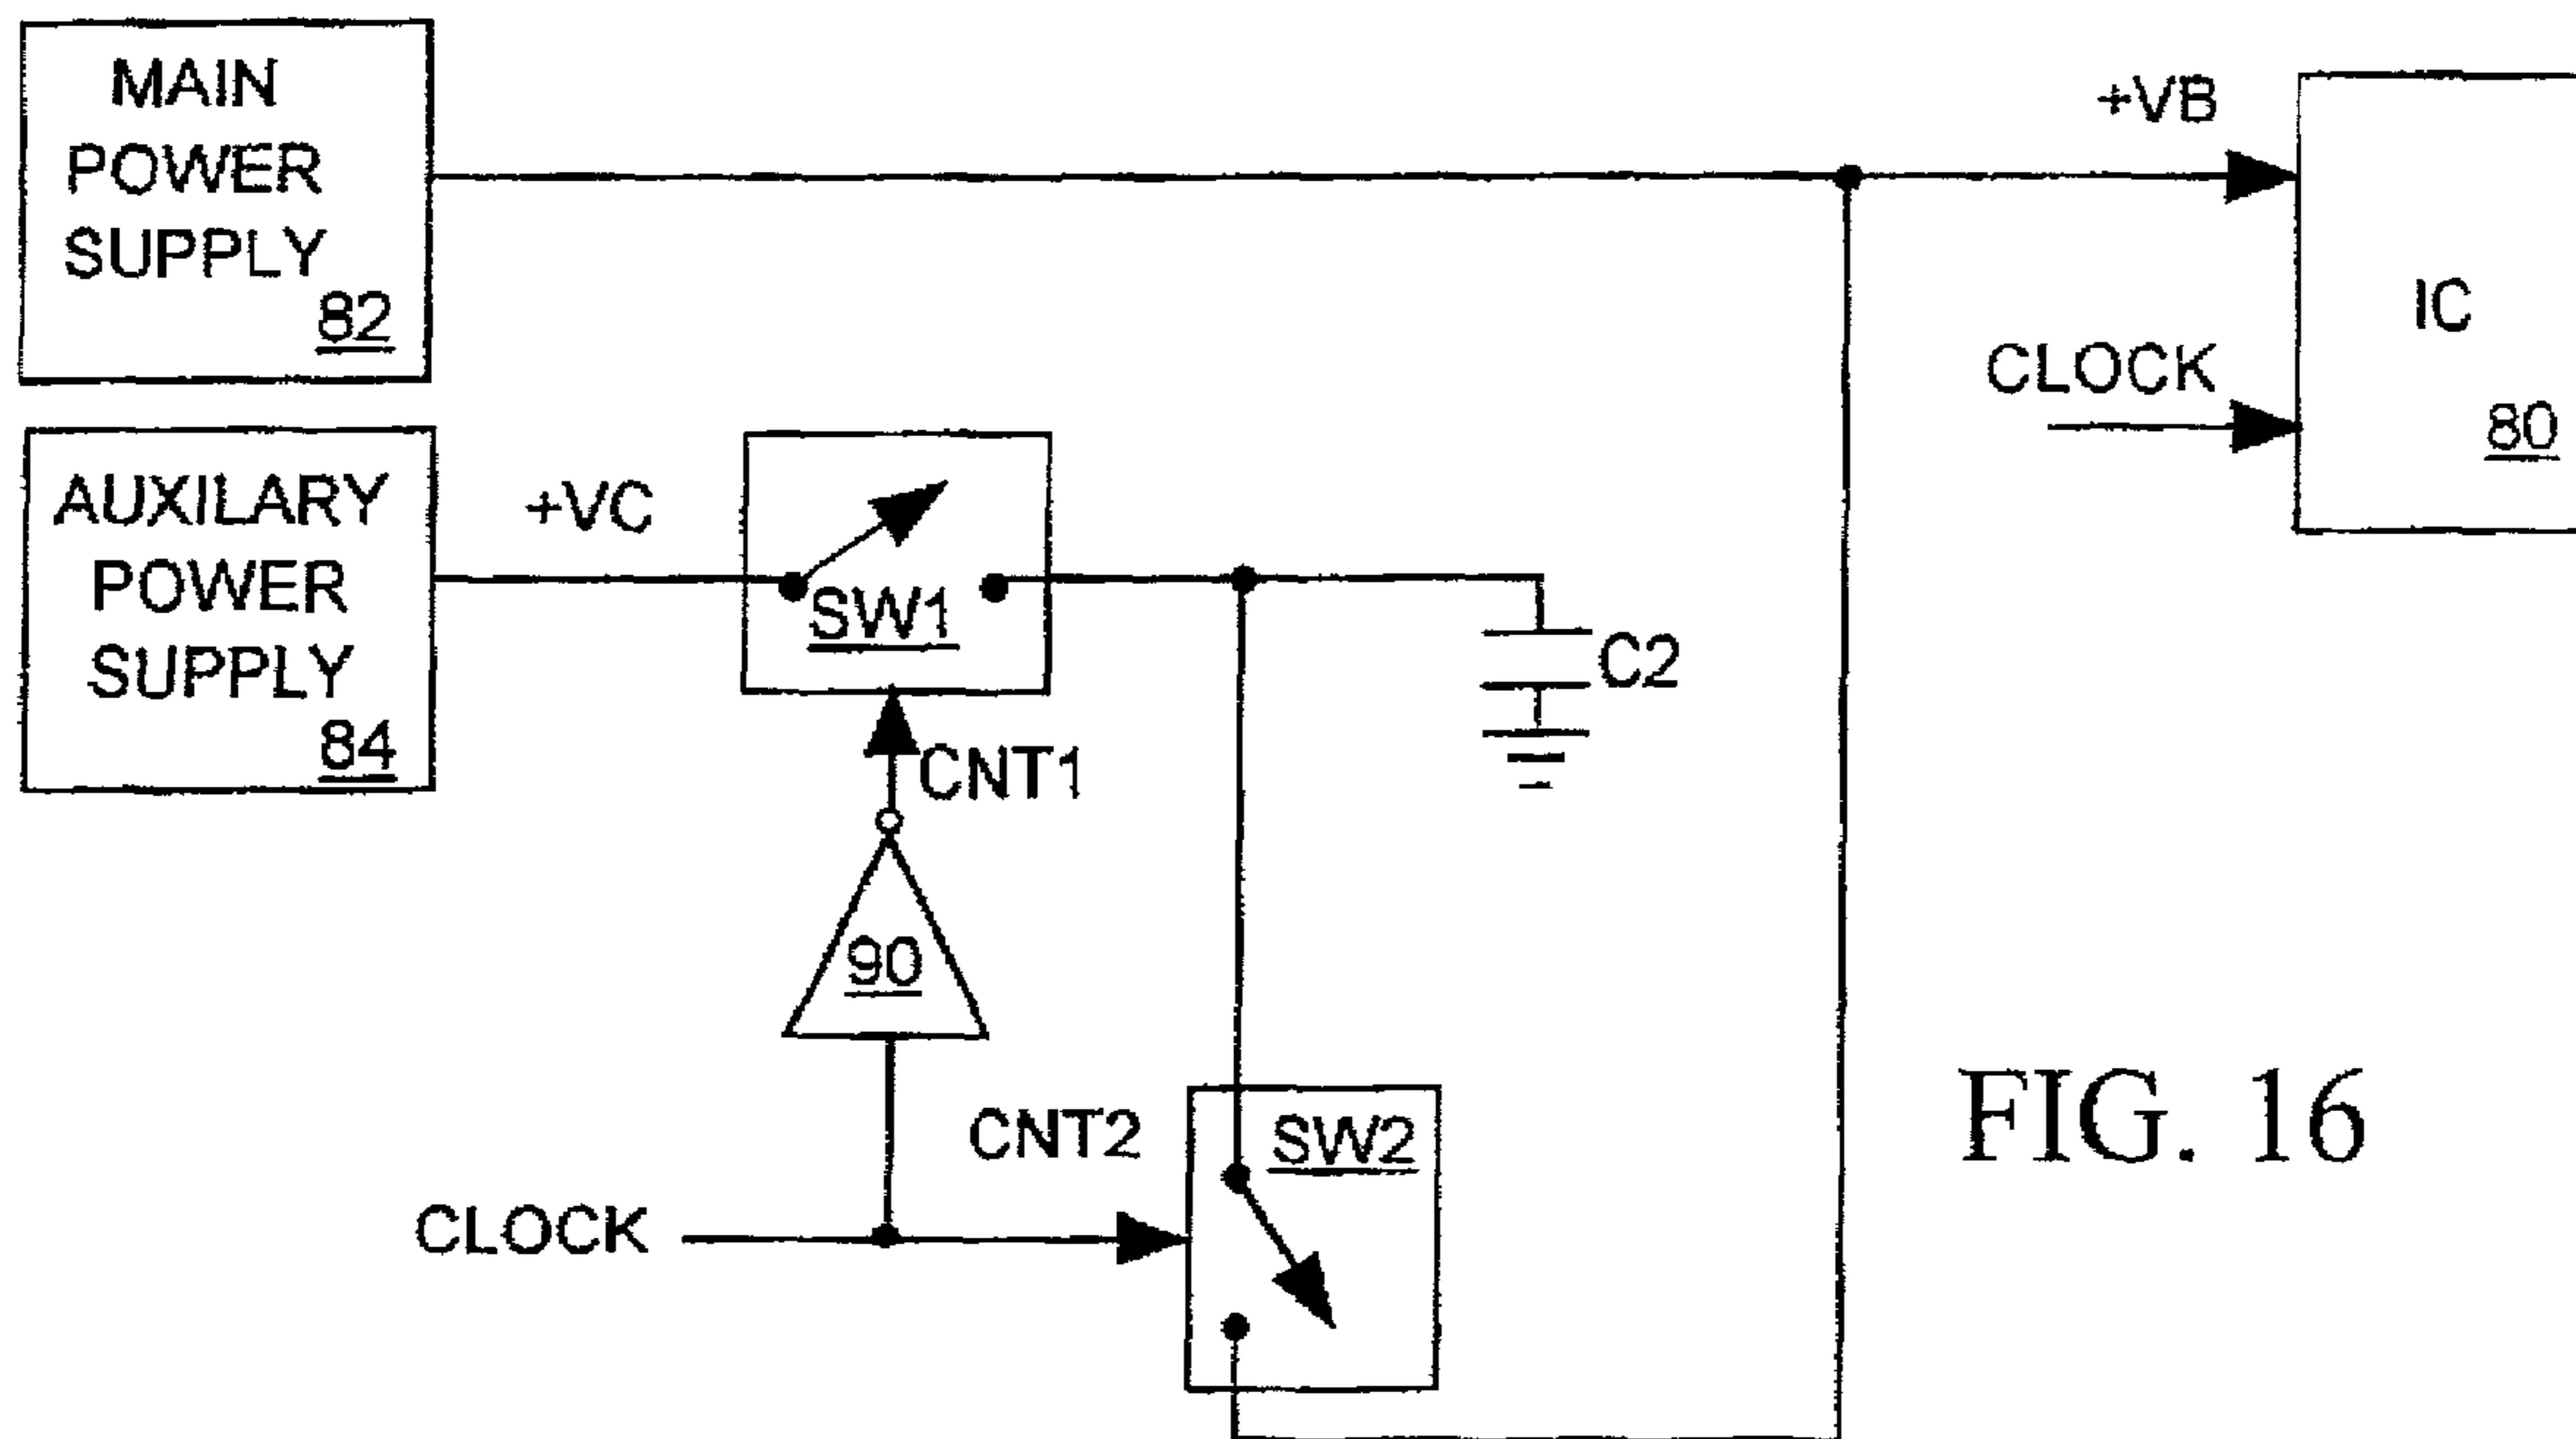 MAIN
POWER
SUPPLY
82
+VB
IC
CLOCK
80
AUXILARY
POWER
SUPPLY
84
+VC
SW1
C2
CNT1
90
CNT2
SW2
CLOCK
FIG. 16